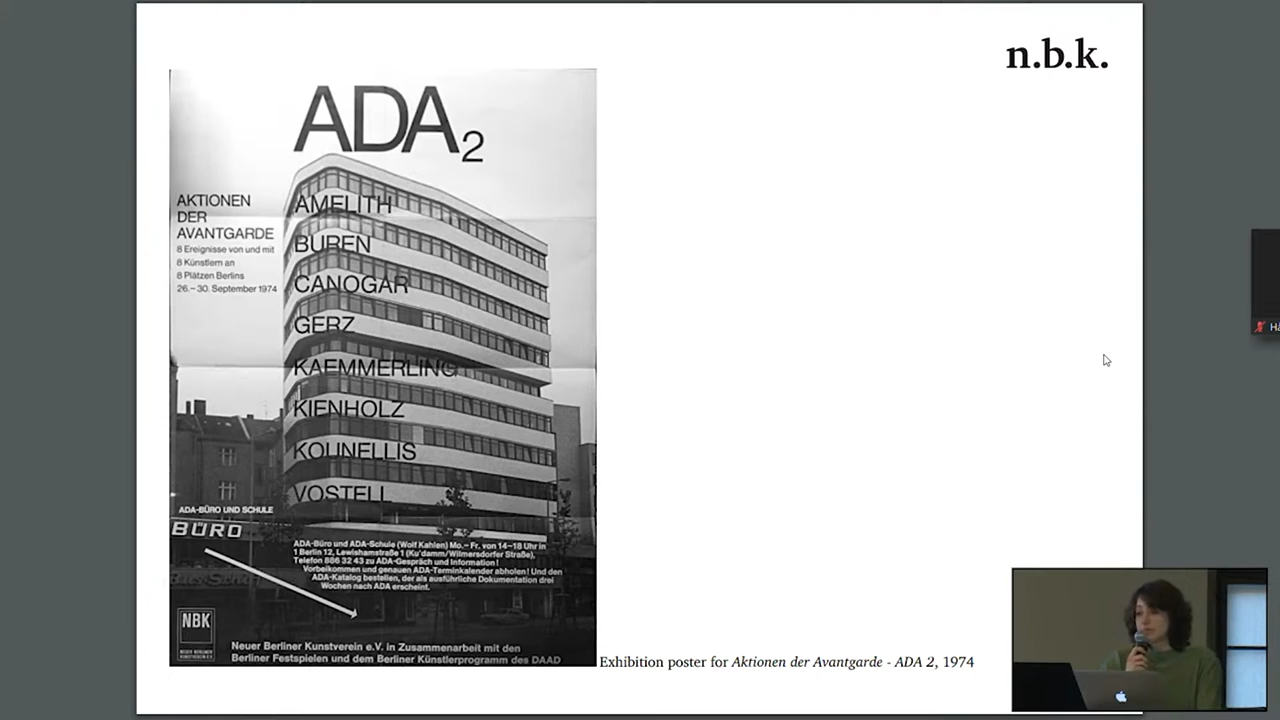 n.b.k.
ADA2
AKTIONEN
DER
AVANTGARDE
8 Ereignisse von und mit
8 Künstlern an
8 Plätzen Berlins
26.–30. September 1974
AMELITH
BUREN
CANOGAR
GERZ
KAEMMERLING
KIENHOLZ
KOUNELLIS
VOSTELL
ADA-BÜRO UND SCHULE
BÜRO
ADA-Büro und ADA-Schule (Wolf Kahlen) Mo.–Fr. von 14–18 Uhr in
1 Berlin 12, Lewishamstraße 1 (Ku'damm/Wilmersdorfer Straße),
Telefon 886 32 43 zu ADA-Gespräch und Information!
Vorbeikommen und genauen ADA-Terminkalender abholen! Und den
ADA-Katalog bestellen, der als ausführliche Dokumentation drei
Wochen nach ADA erscheint.
NBK
NEUER BERLINER
KUNSTVEREIN E.V.
Neuer Berliner Kunstverein e.V. in Zusammenarbeit mit den
Berliner Festspielen und dem Berliner Künstlerprogramm des DAAD
Exhibition poster for Aktionen der Avantgarde - ADA 2, 1974